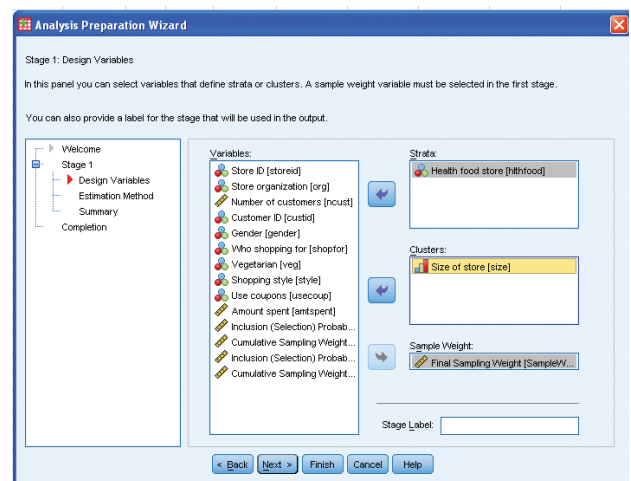 Analysis Preparation Wizard
Stage 1: Design Variables
In this panel you can select variables that define strata or clusters. A sample weight variable must be selected in the first stage.
You can also provide a label for the stage that will be used in the output.
Welcome
Stage 1
Design Variables
Estimation Method
Summary
Completion
Variables:
Store ID [storeid]
Store organization [org]
Number of customers [ncust]
Customer ID [custid]
Gender [gender]
Who shopping for [shopfor]
Vegetarian [veg]
Shopping style [style]
Use coupons [usecoup]
Amount spent [amtspent]
Inclusion (Selection) Probab...
Cumulative Sampling Weight...
Inclusion (Selection) Probab...
Cumulative Sampling Weight...
Strata:
Health food store [hlthfood]
Clusters:
Size of store [size]
Sample Weight:
Final Sampling Weight [SampleW...
Stage Label:
< Back
Next >
Finish
Cancel
Help